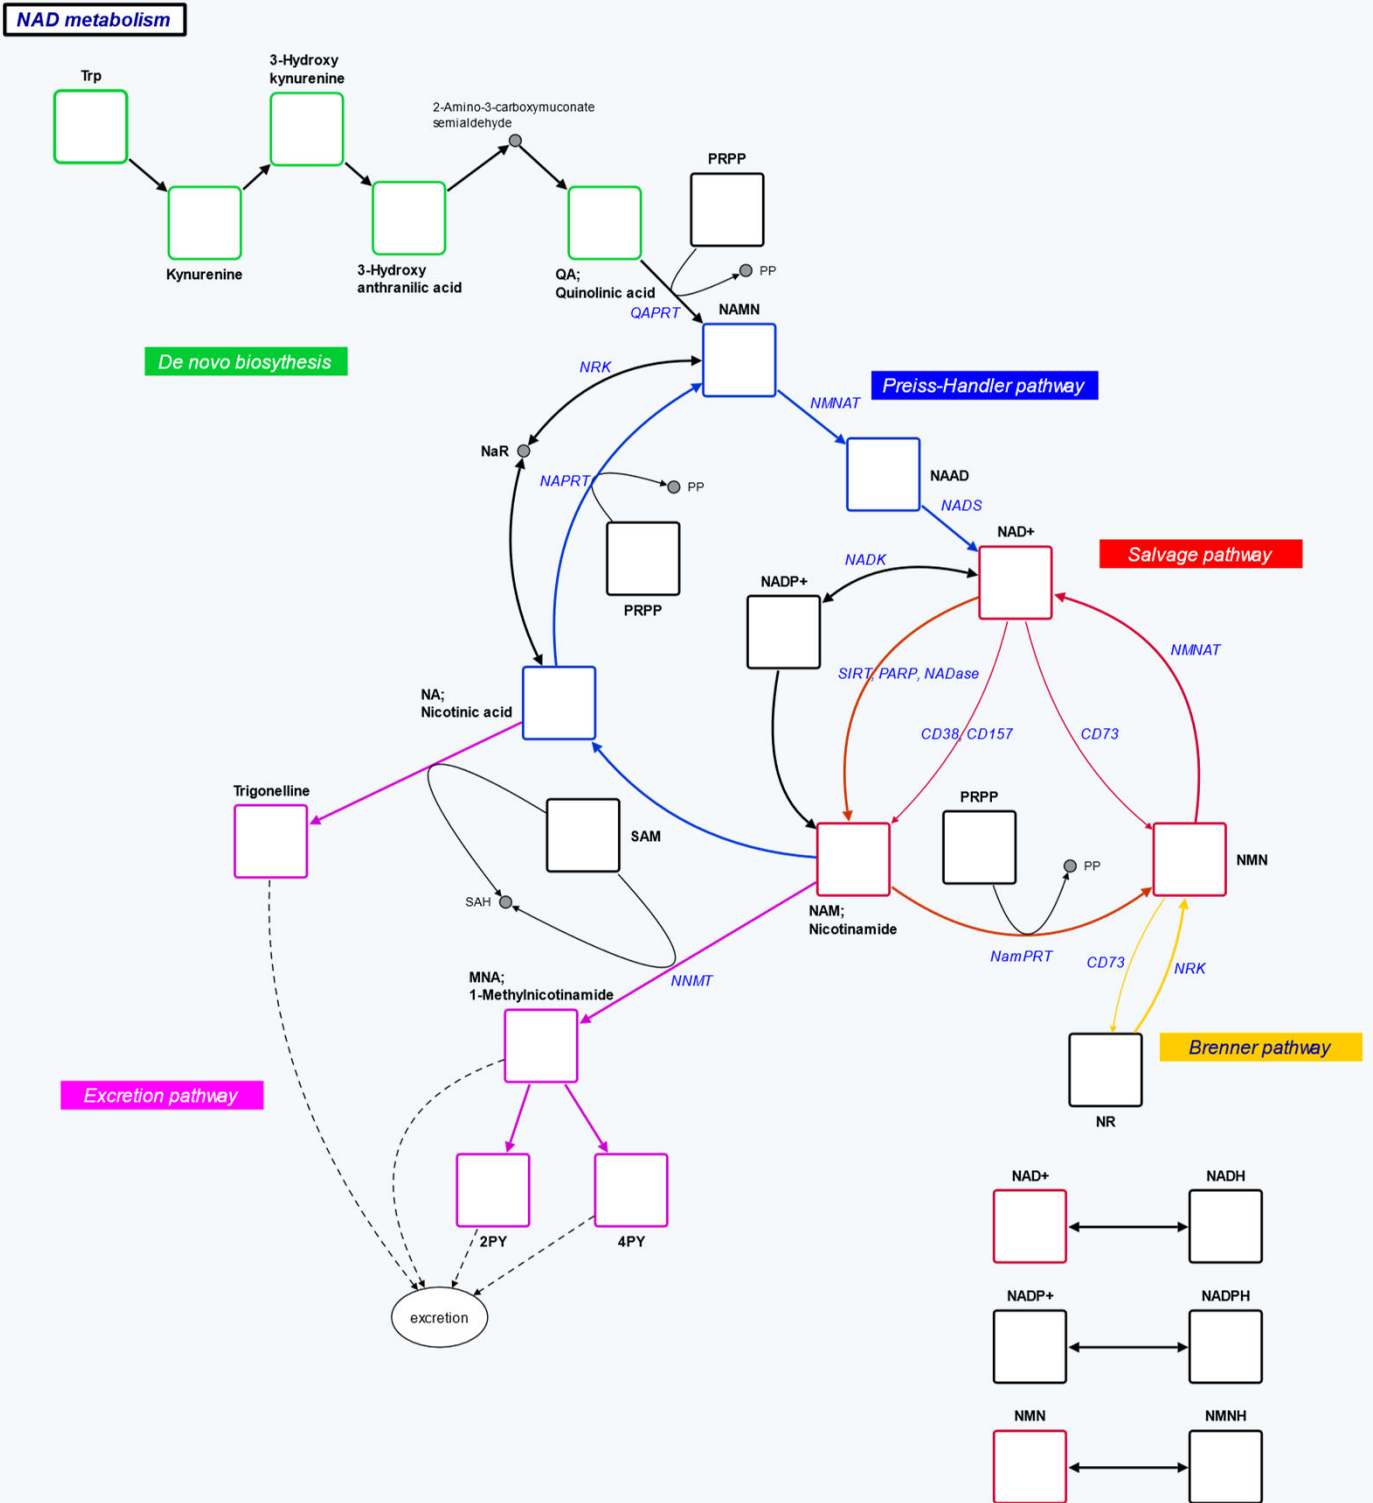 NAD metabolism
Trp
3-Hydroxy
kynurenine
2-Amino-3-carboxymuconate
semialdehyde
PRPP
Kynurenine
3-Hydroxy
anthranilic acid
QA;
Quinolinic acid
PP
QAPRT
NAMN
De novo biosythesis
NRK
Preiss-Handler pathway
NMNAT
NaR
NAPRT
PP
NAAD
NADS
NAD+
Salvage pathway
NADK
NADP+
PRPP
NMNAT
SIRT, PARP, NADase
NA;
Nicotinic acid
CD38, CD157
CD73
Trigonelline
PRPP
SAM
PP
NMN
SAH
NAM;
Nicotinamide
NamPRT
CD73
NRK
MNA;
1-Methylnicotinamide
NNMT
Brenner pathway
Excretion pathway
NR
NAD+
NADH
2PY
4PY
NADP+
NADPH
excretion
NMN
NMNH